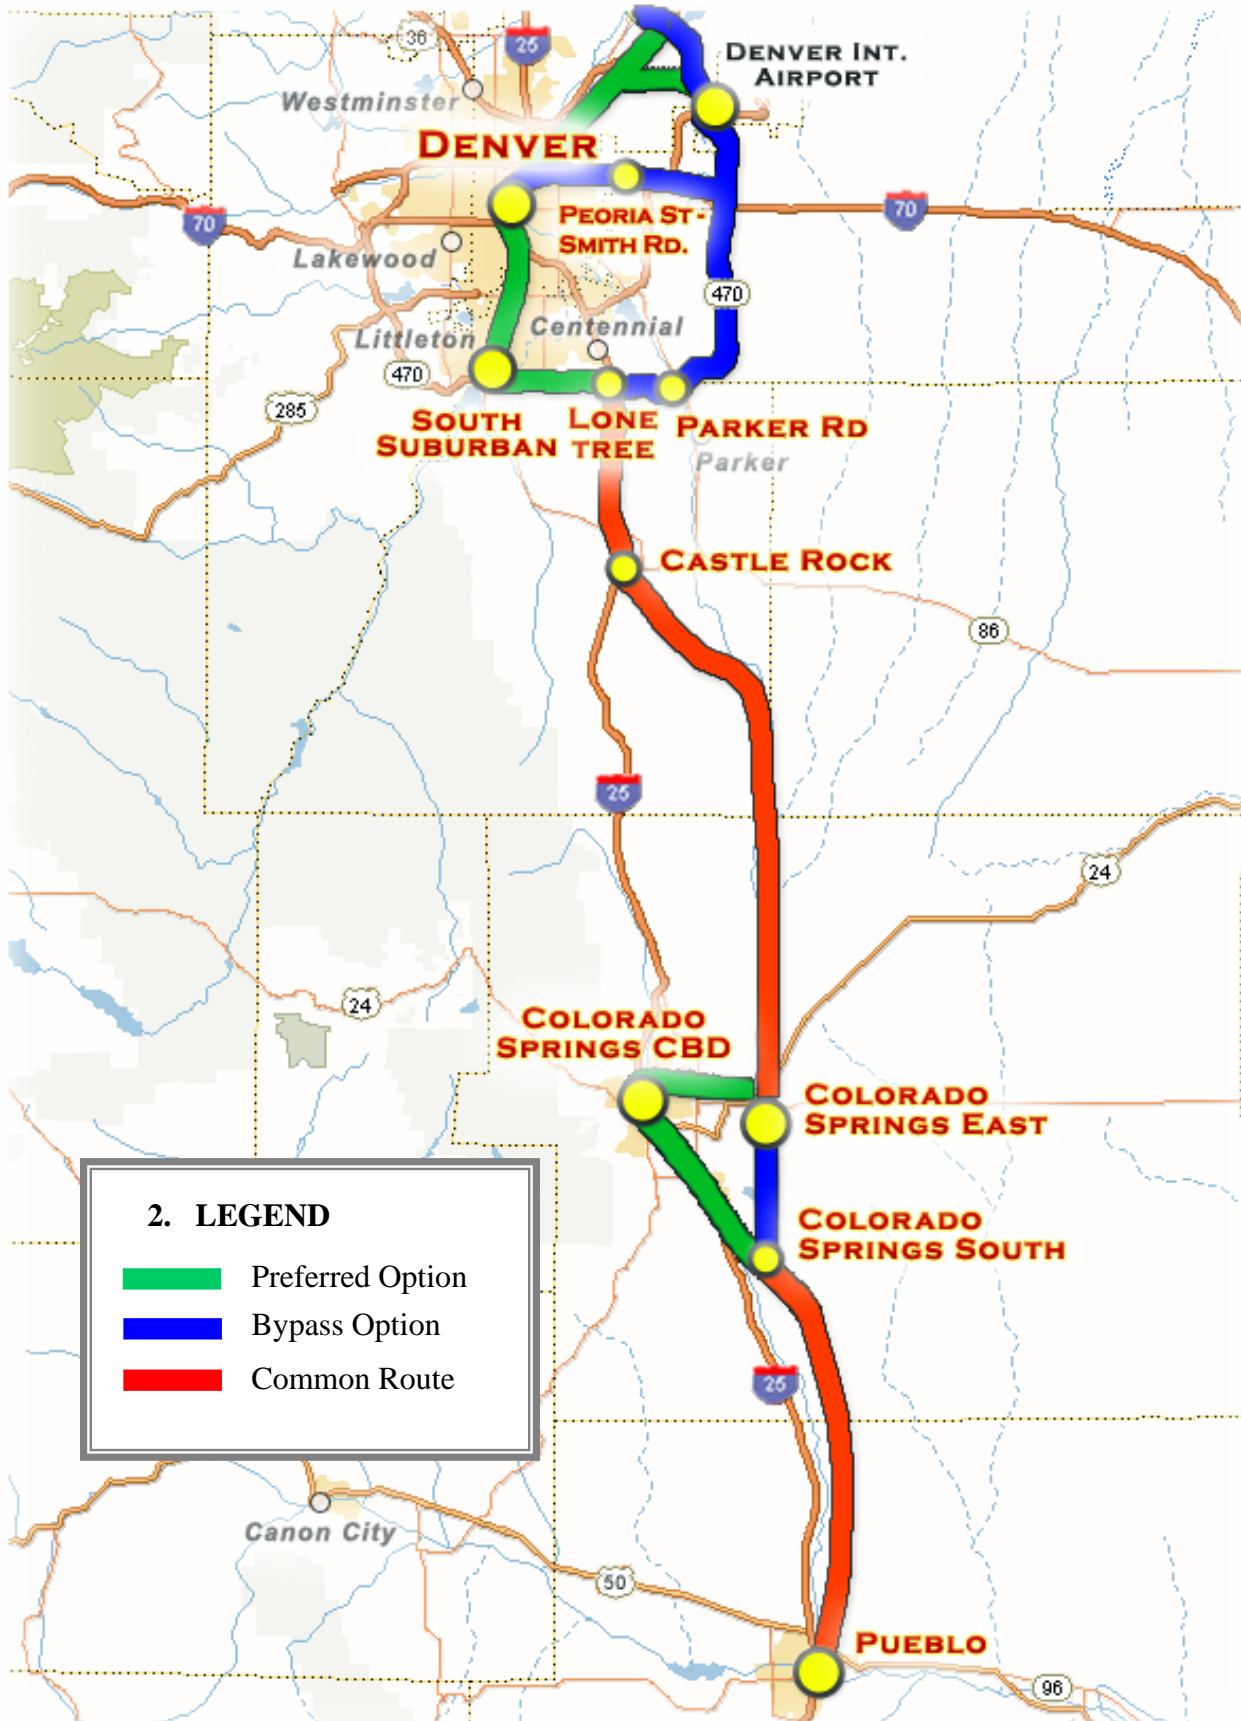 36
25
DENVER INT.
AIRPORT
Westminster
DENVER
70
PEORIA ST -
SMITH RD.
70
Lakewood
470
Centennial
Littleton
470
285
SOUTH
SUBURBAN
LONE
TREE
PARKER RD
Parker
CASTLE ROCK
86
25
24
24
COLORADO
SPRINGS CBD
COLORADO
SPRINGS EAST
COLORADO
SPRINGS SOUTH
2. LEGEND
Preferred Option
Bypass Option
Common Route
25
Canon City
50
PUEBLO
96